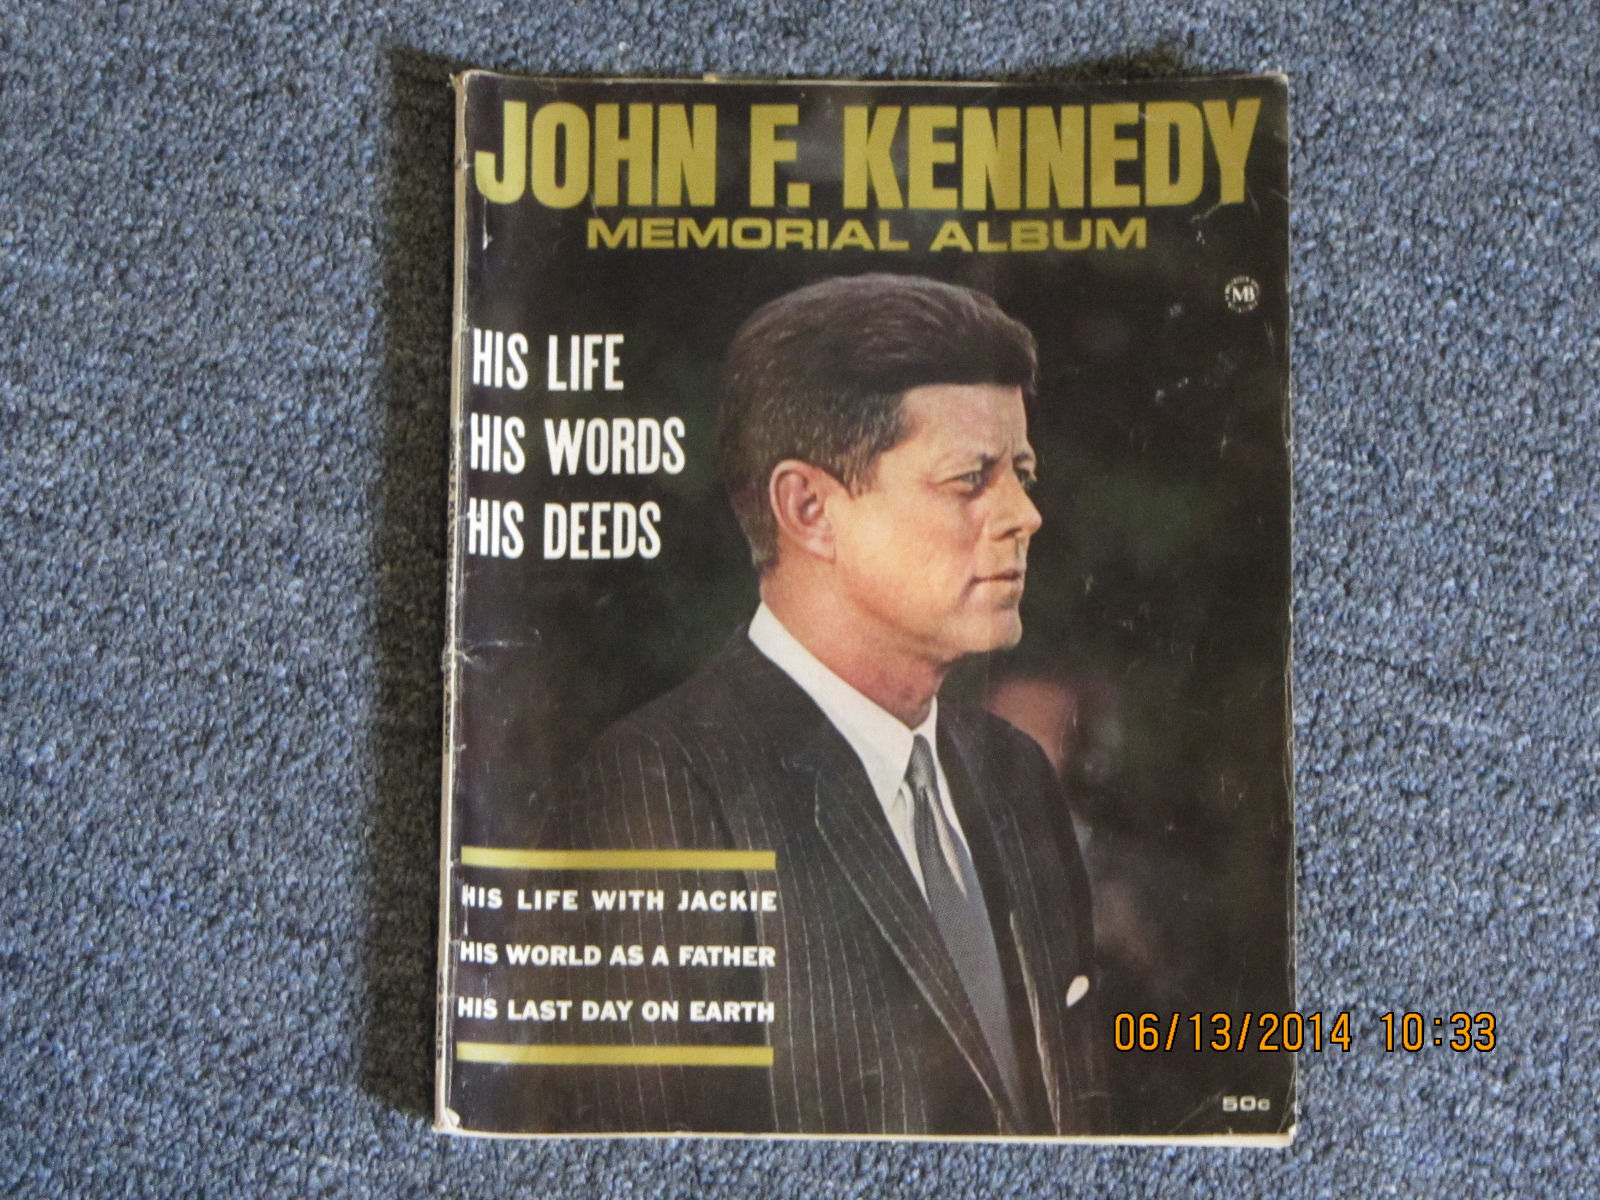 JOHN F. KENNEDY
MEMORIAL ALBUM
MB
HIS LIFE
HIS WORDS
HIS DEEDS
HIS LIFE WITH JACKIE
HIS WORLD AS A FATHER
HIS LAST DAY ON EARTH
06/13/2014 10:33
50¢